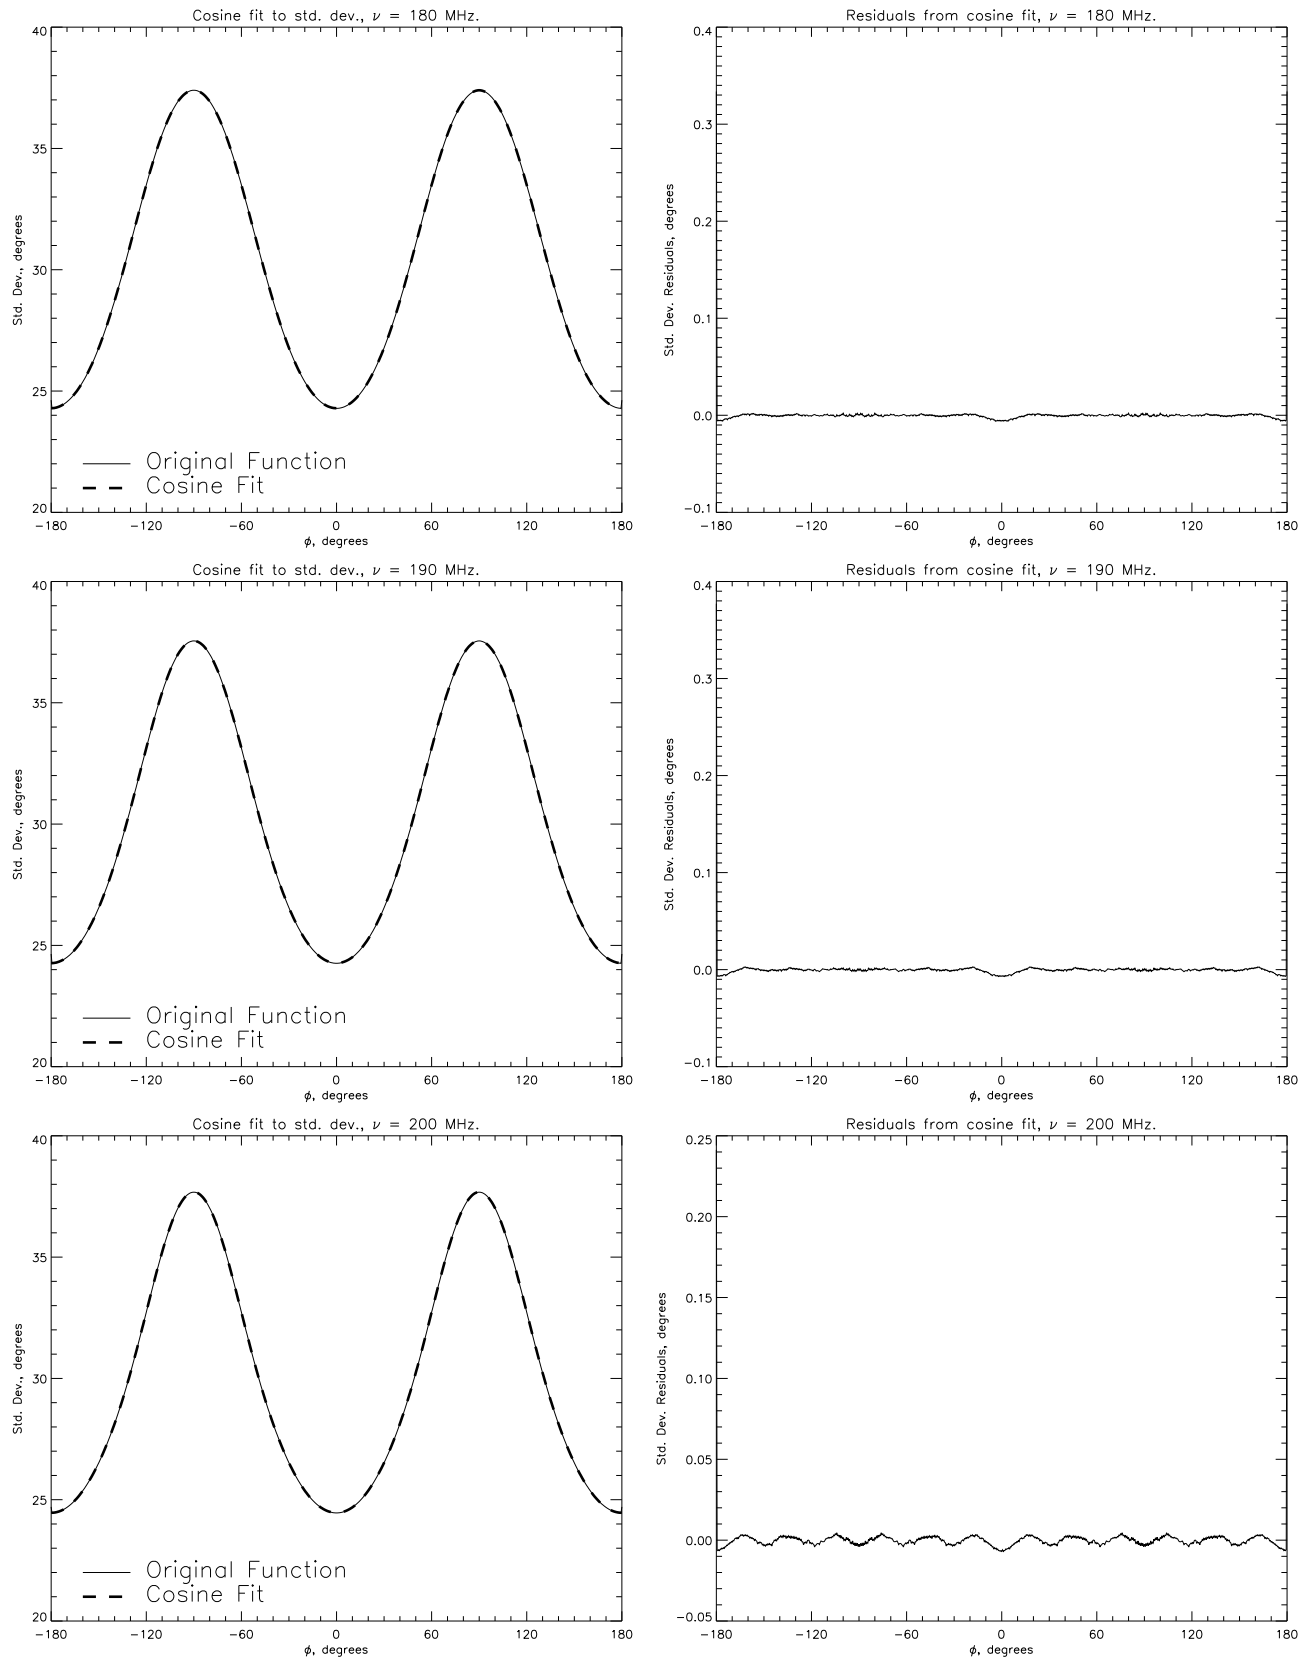 Cosine fit to std. dev., ν = 180 MHz.
40
35
30
25
20
Std. Dev., degrees
Original Function
Cosine Fit
-180 -120 -60 0 60 120 180
φ, degrees
Residuals from cosine fit, ν = 180 MHz.
0.4
0.3
0.2
0.1
0.0
-0.1
Std. Dev. Residuals, degrees
-180 -120 -60 0 60 120 180
φ, degrees
Cosine fit to std. dev., ν = 190 MHz.
40
35
30
25
20
Std. Dev., degrees
Original Function
Cosine Fit
-180 -120 -60 0 60 120 180
φ, degrees
Residuals from cosine fit, ν = 190 MHz.
0.4
0.3
0.2
0.1
0.0
-0.1
Std. Dev. Residuals, degrees
-180 -120 -60 0 60 120 180
φ, degrees
Cosine fit to std. dev., ν = 200 MHz.
40
35
30
25
20
Std. Dev., degrees
Original Function
Cosine Fit
-180 -120 -60 0 60 120 180
φ, degrees
Residuals from cosine fit, ν = 200 MHz.
0.25
0.20
0.15
0.10
0.05
0.00
-0.05
Std. Dev. Residuals, degrees
-180 -120 -60 0 60 120 180
φ, degrees